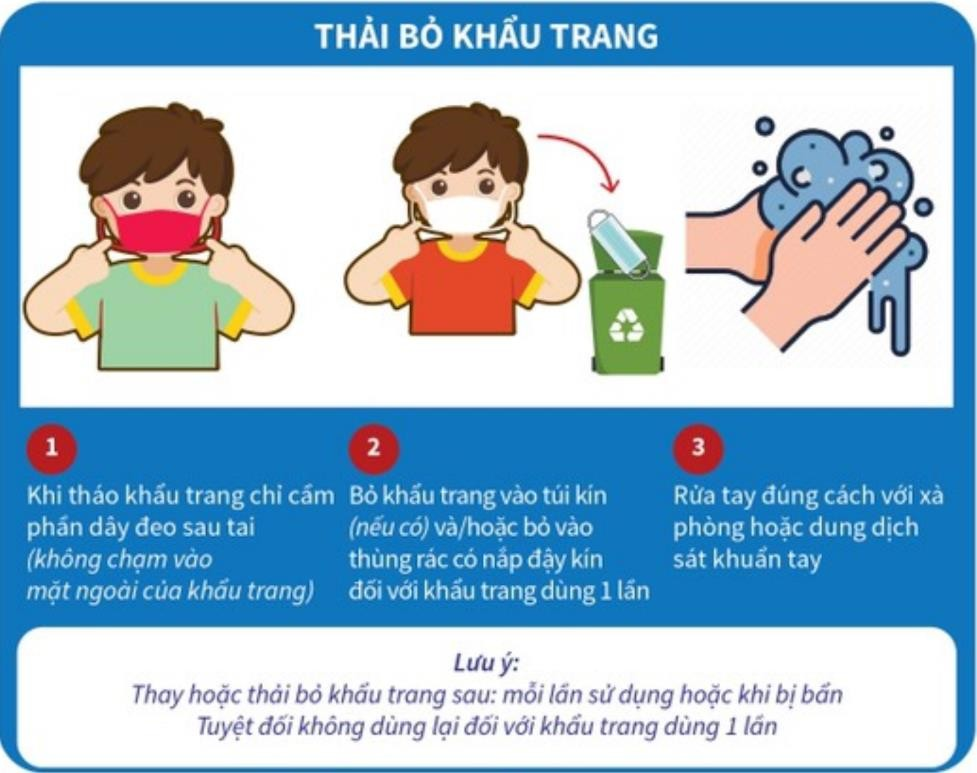 THẢI BỎ KHẨU TRANG
1
Khi tháo khẩu trang chỉ cầm
phần dây đeo sau tai
(không chạm vào
mặt ngoài của khẩu trang)
2
Bỏ khẩu trang vào túi kín
(nếu có) và/hoặc bỏ vào
thùng rác có nắp đậy kín
đối với khẩu trang dùng 1 lần
3
Rửa tay đúng cách với xà
phòng hoặc dung dịch
sát khuẩn tay
Lưu ý:
Thay hoặc thải bỏ khẩu trang sau: mỗi lần sử dụng hoặc khi bị bẩn
Tuyệt đối không dùng lại đối với khẩu trang dùng 1 lần